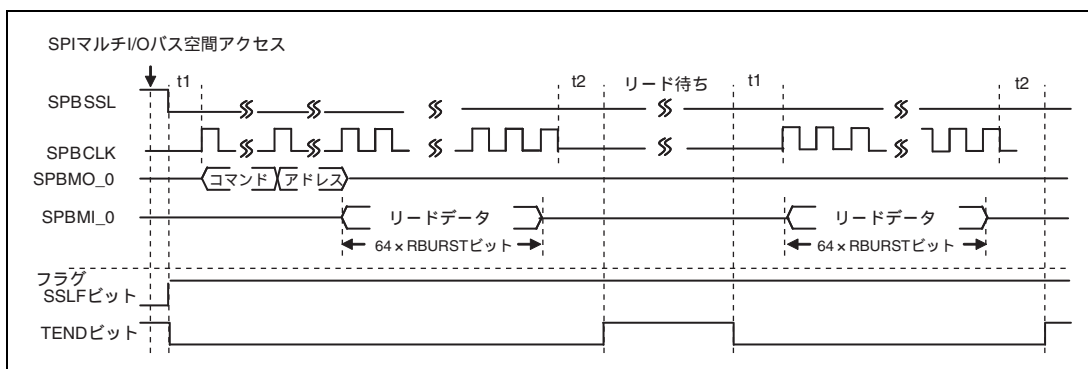 SPIマルチI/Oバス空間アクセス
t1 t2 リード待ち t1 t2
SPBSSL
SPBCLK
SPBMO_0 コマンド アドレス
SPBMI_0 リードデータ リードデータ
64×RBURSTビット 64×RBURSTビット
フラグ
SSLFビット
TENDビット